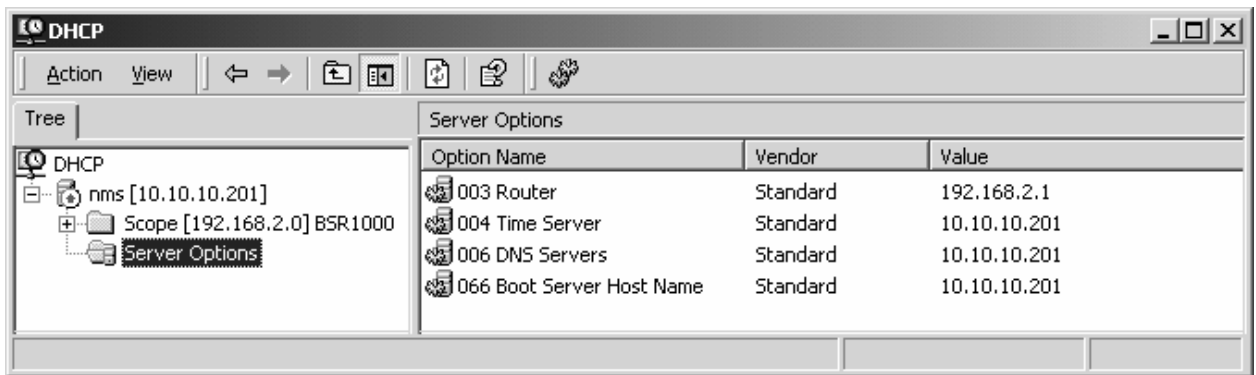 DHCP
Action View
Tree
Server Options
DHCP
nms [10.10.10.201]
Scope [192.168.2.0] BSR1000
Server Options
Option Name Vendor Value
003 Router Standard 192.168.2.1
004 Time Server Standard 10.10.10.201
006 DNS Servers Standard 10.10.10.201
066 Boot Server Host Name Standard 10.10.10.201